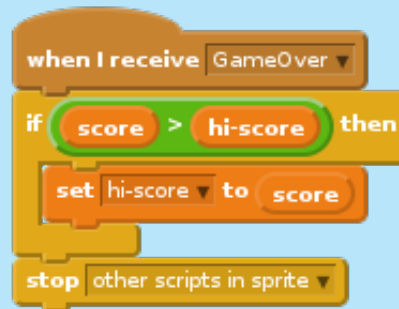 when I receive GameOver
if score > hi-score then
set hi-score to score
stop other scripts in sprite